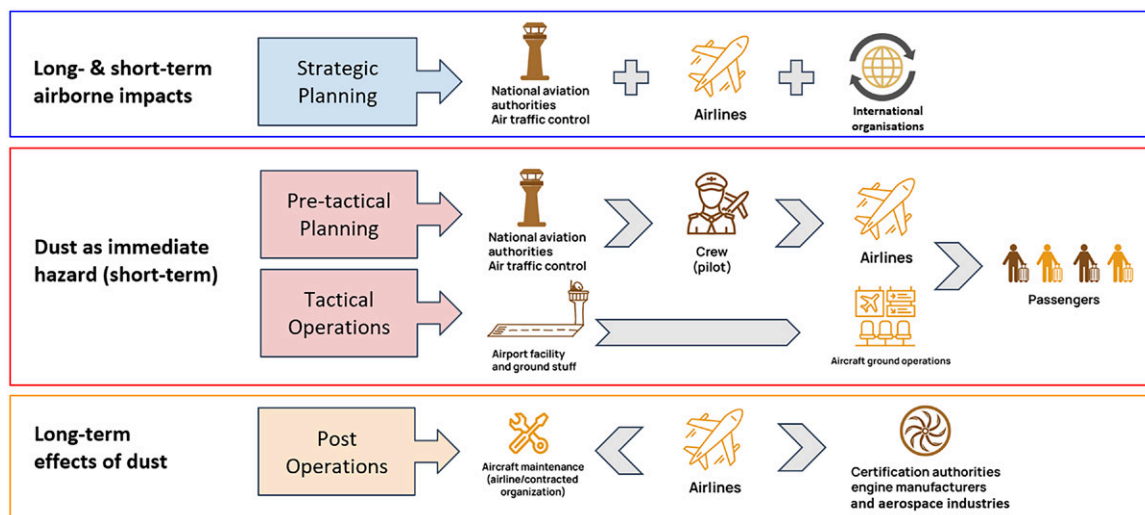 Long- & short-term
airborne impacts
Strategic
Planning
National aviation
authorities
Air traffic control
Airlines
International
organisations
Dust as immediate
hazard (short-term)
Pre-tactical
Planning
National aviation
authorities
Air traffic control
Crew
(pilot)
Airlines
Passengers
Tactical
Operations
Airport facility
and ground stuff
Aircraft ground operations
Long-term
effects of dust
Post
Operations
Aircraft maintenance
(airline/contracted
organization)
Airlines
Certification authorities
engine manufacturers
and aerospace industries